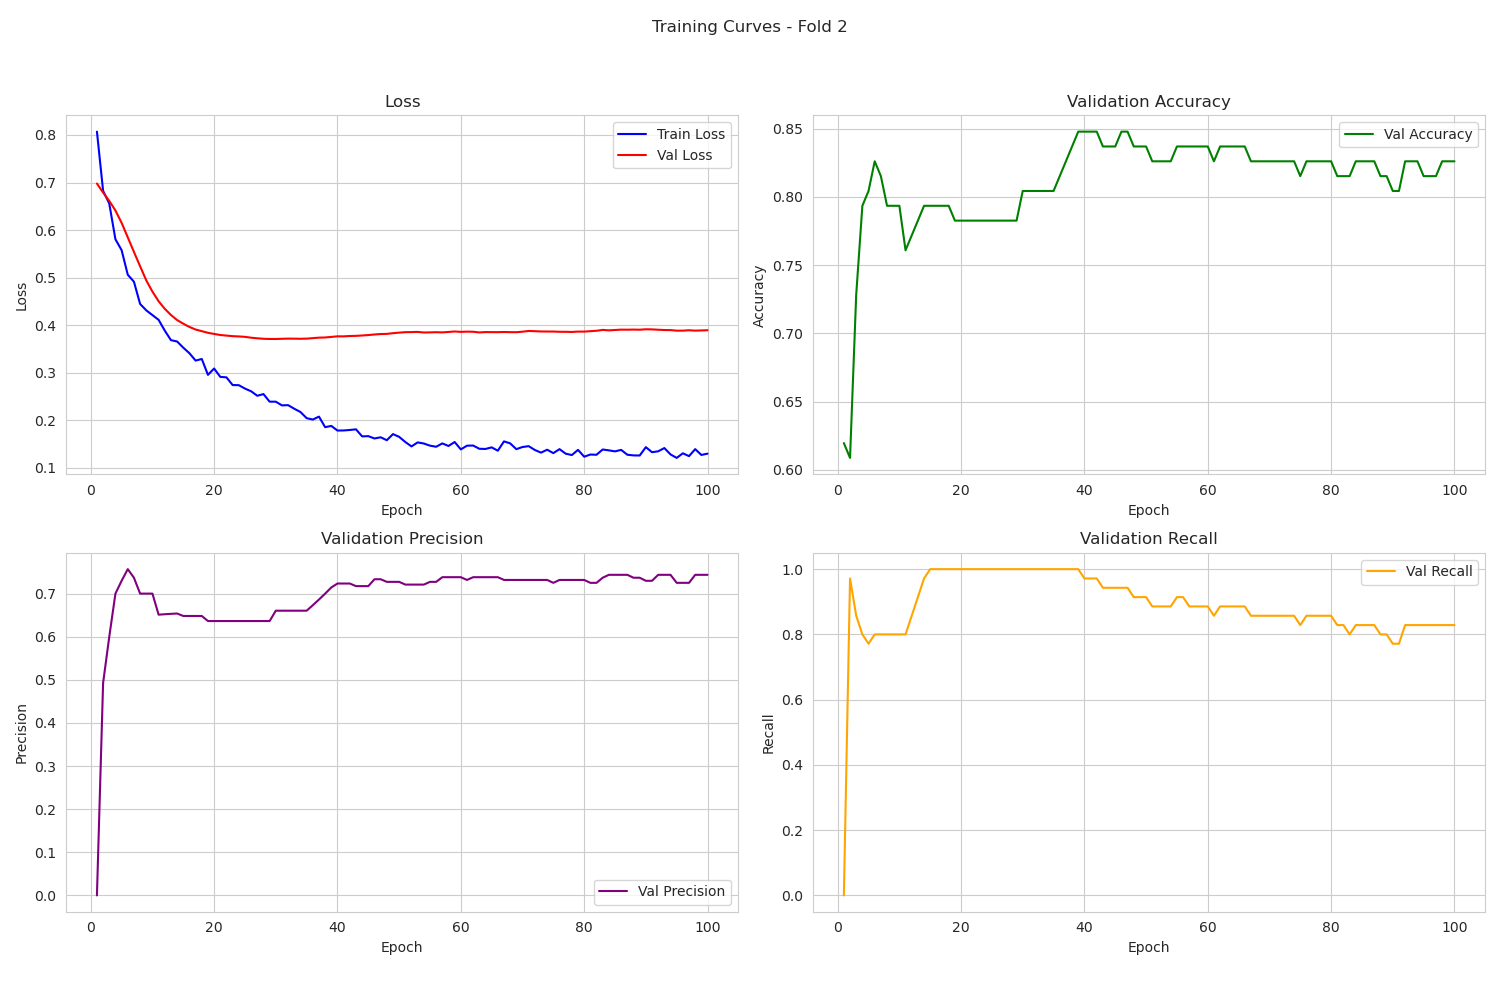 Training Curves - Fold 2
Loss
0.8
0.7
0.6
0.5
0.4
0.3
0.2
0.1
Loss
Train Loss
Val Loss
0 20 40 60 80 100
Epoch
Validation Accuracy
0.85
0.80
0.75
0.70
0.65
0.60
Accuracy
Val Accuracy
0 20 40 60 80 100
Epoch
Validation Precision
0.7
0.6
0.5
0.4
0.3
0.2
0.1
0.0
Precision
Val Precision
0 20 40 60 80 100
Epoch
Validation Recall
1.0
0.8
0.6
0.4
0.2
0.0
Recall
Val Recall
0 20 40 60 80 100
Epoch